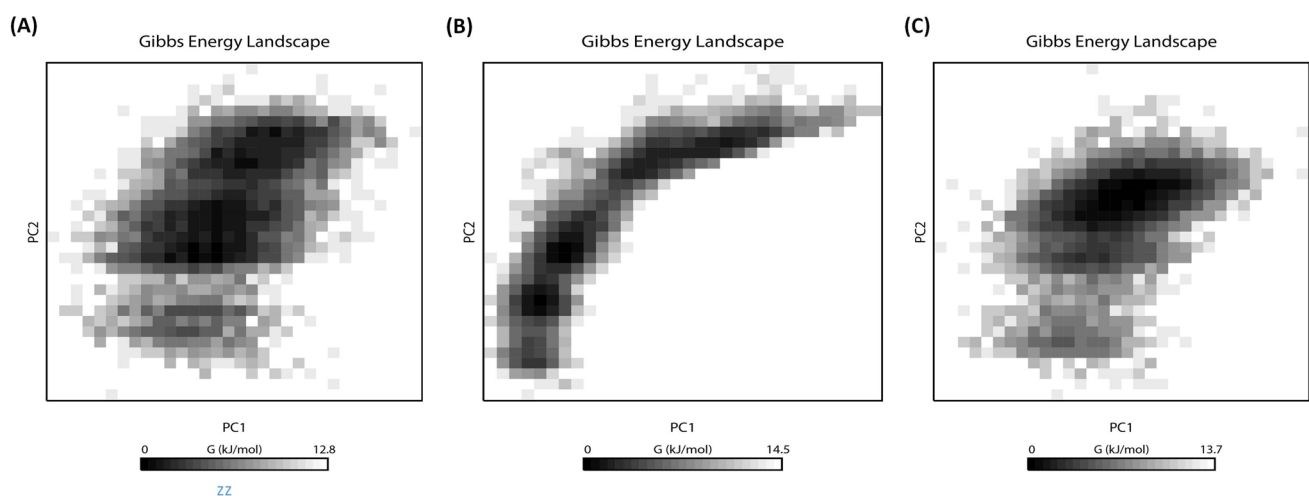 (A)
Gibbs Energy Landscape
PC2
PC1
0 G (kJ/mol) 12.8
ZZ
(B)
Gibbs Energy Landscape
PC2
PC1
0 G (kJ/mol) 14.5
(C)
Gibbs Energy Landscape
PC2
PC1
0 G (kJ/mol) 13.7